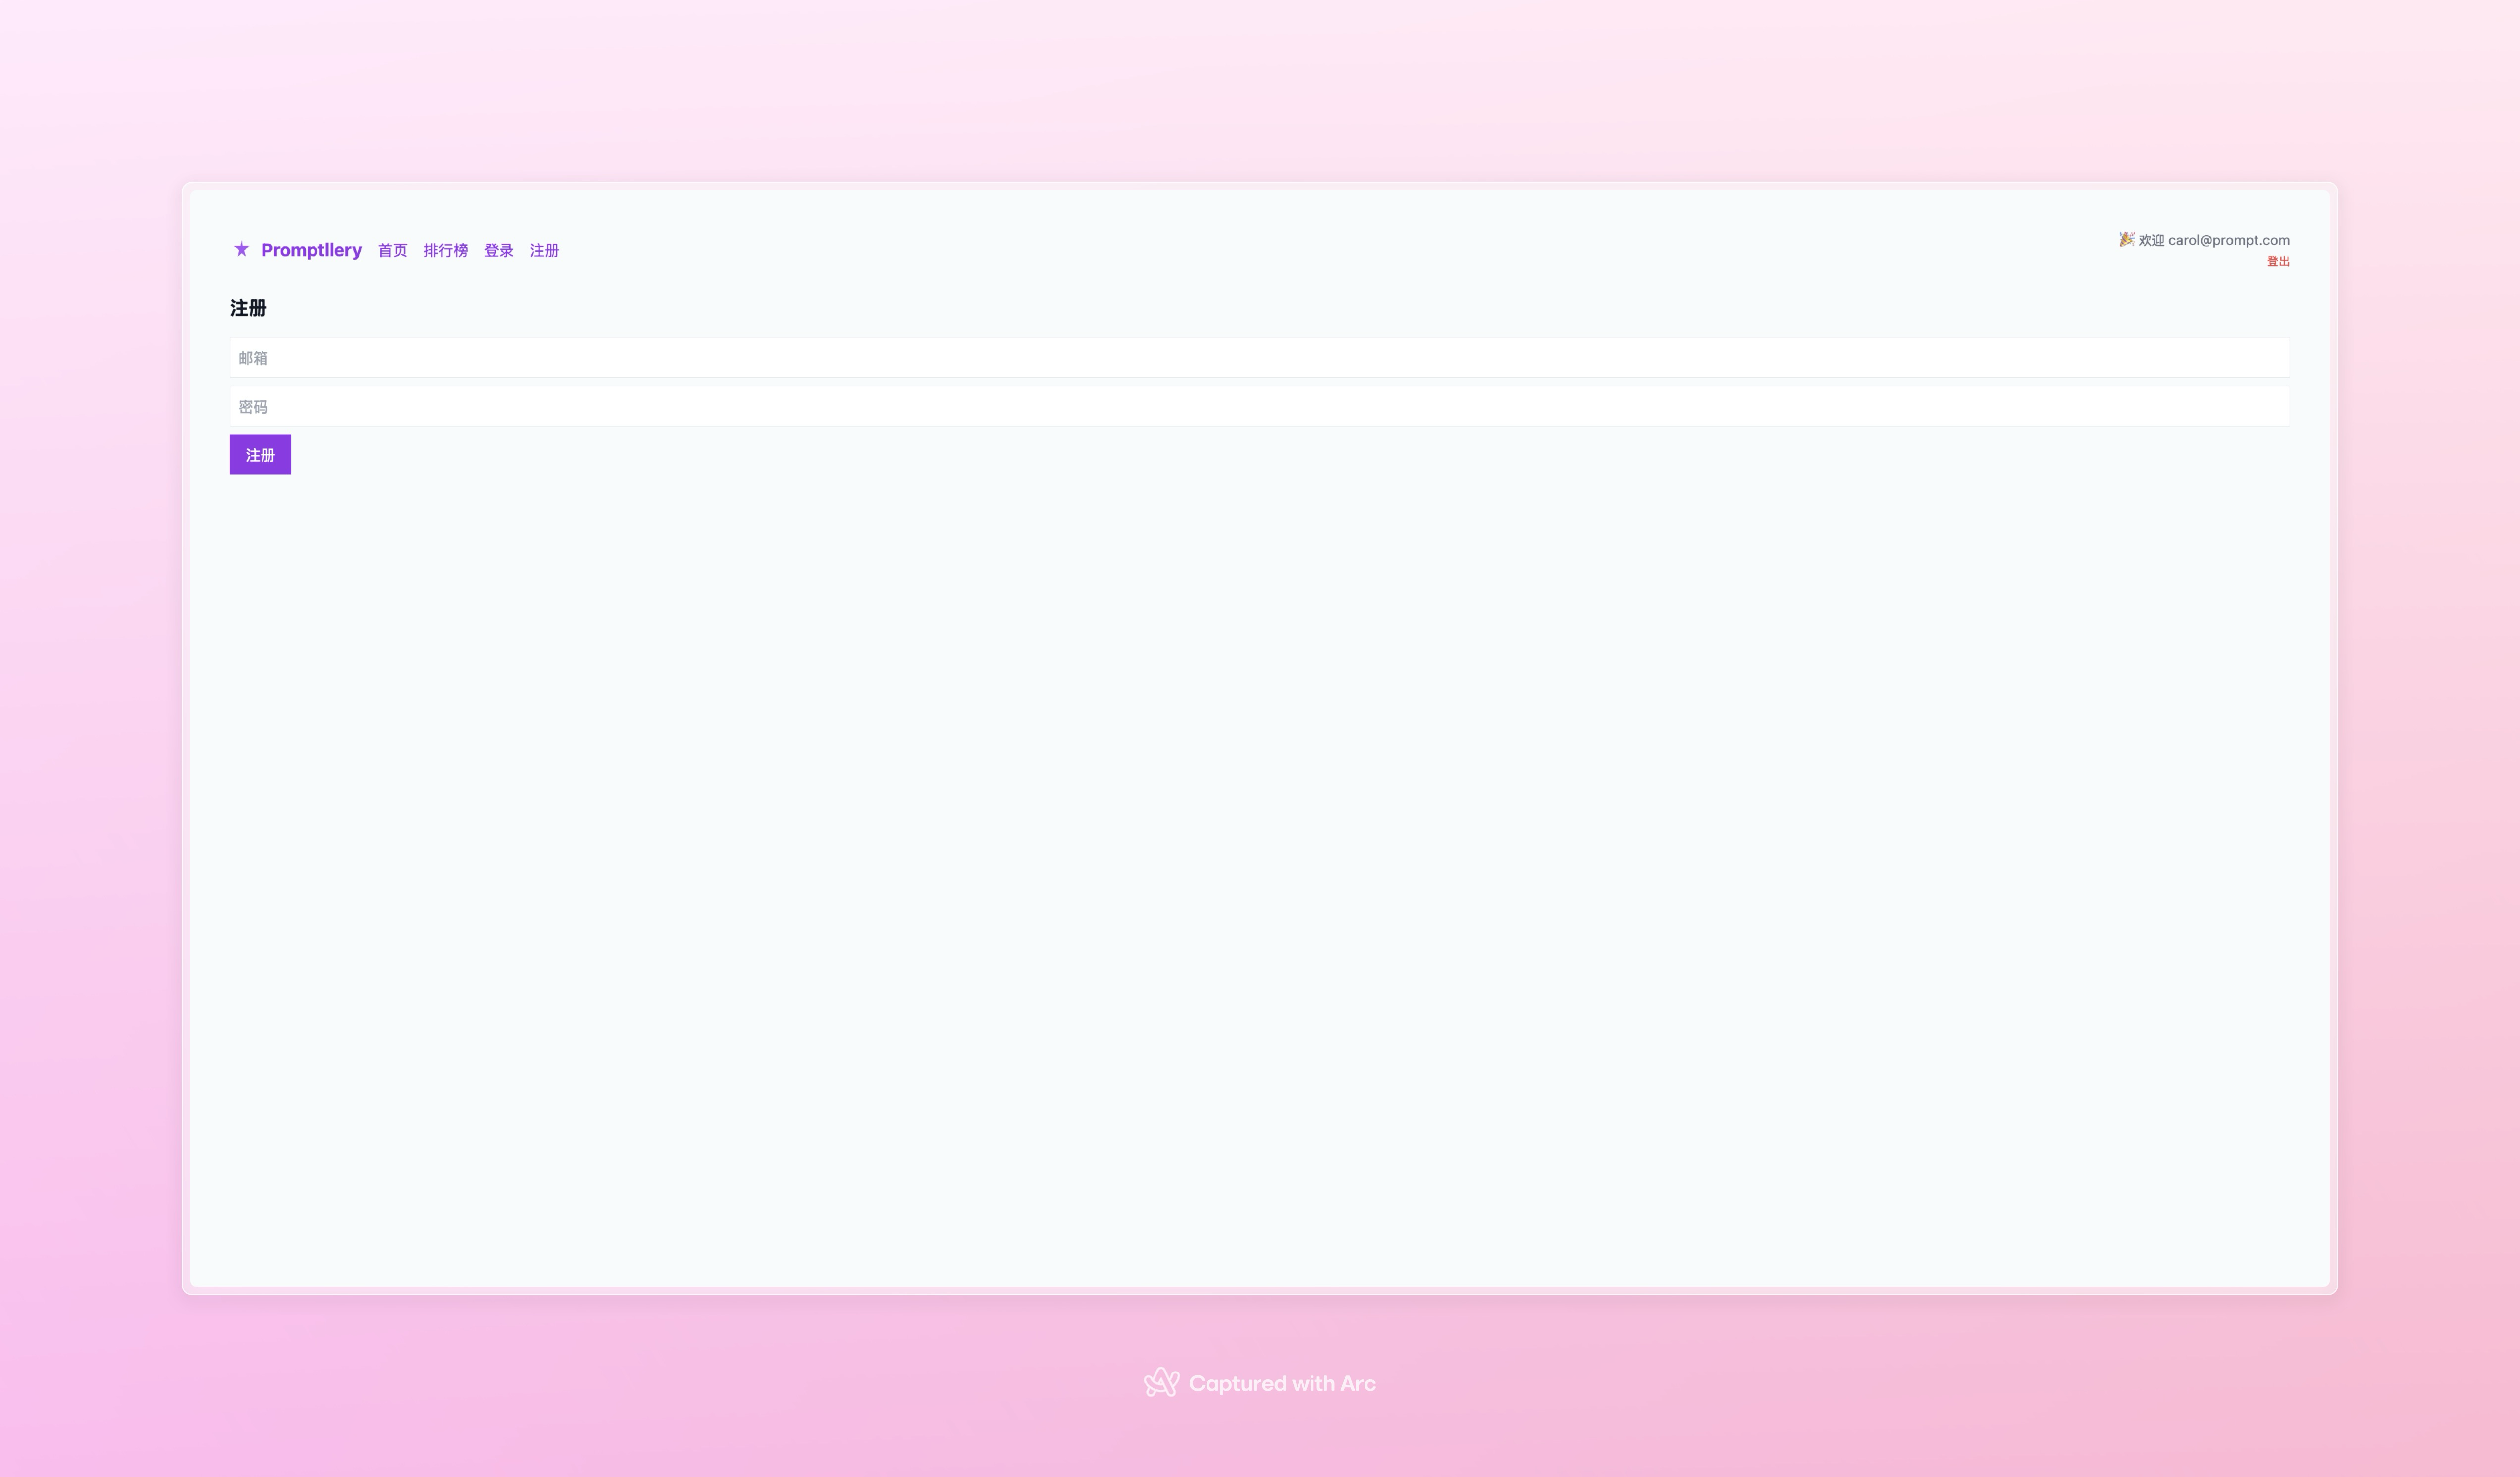 Promptllery 首页 排行榜 登录 注册
🎉 欢迎 carol@prompt.com
登出
注册
邮箱
密码
注册
Captured with Arc